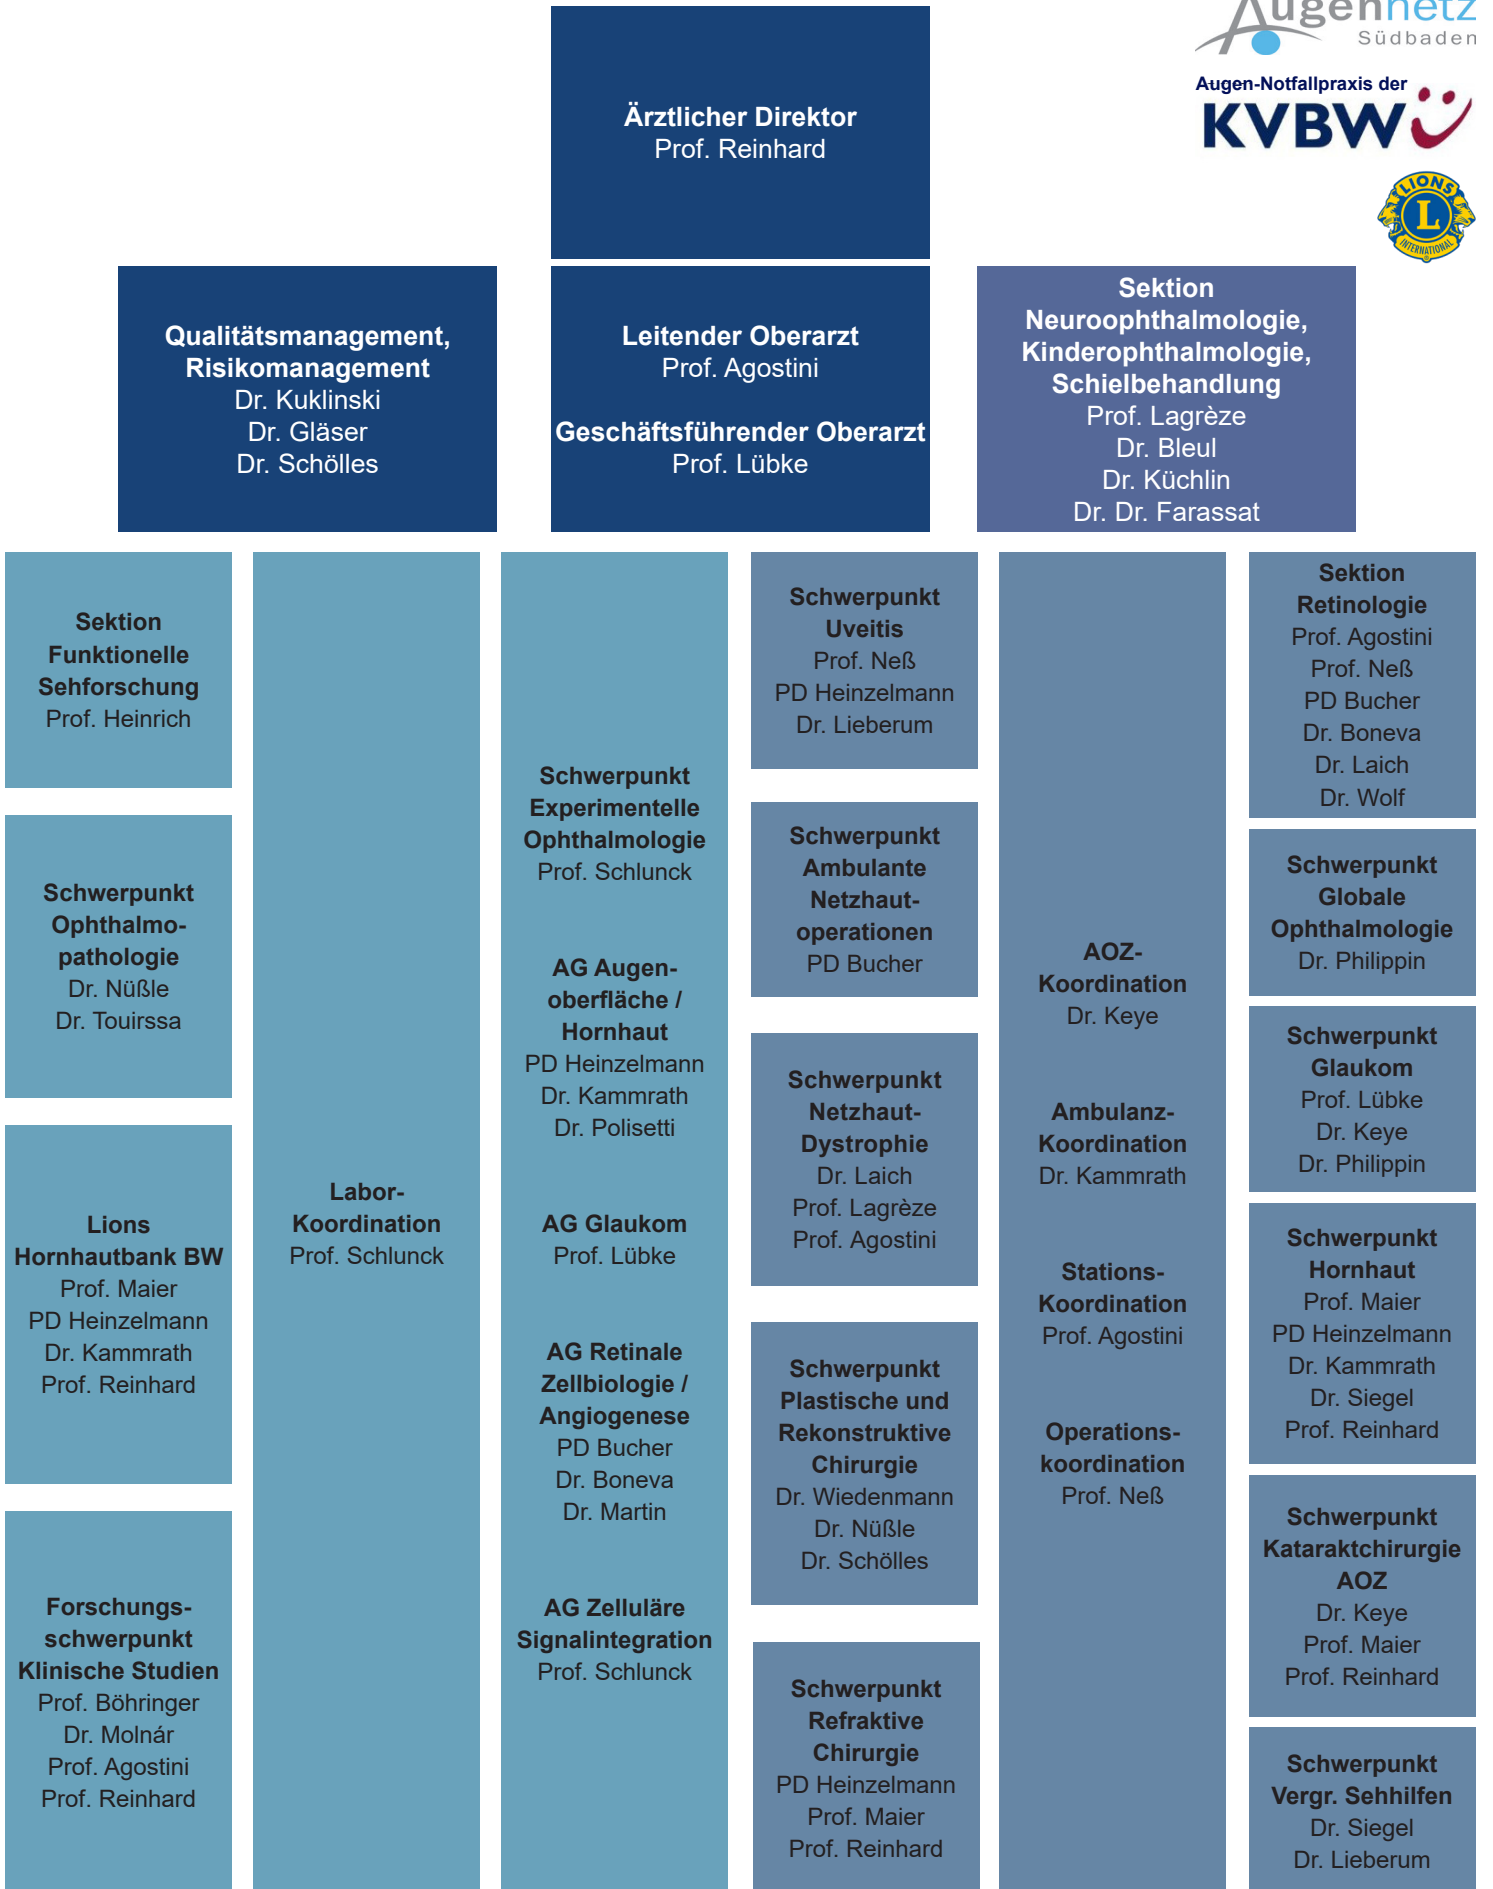 Augennetz
Südbaden
Augen-Notfallpraxis der
KVBW
LIONS
L
INTERNATIONAL
Ärztlicher Direktor
Prof. Reinhard
Qualitätsmanagement,
Risikomanagement
Dr. Kuklinski
Dr. Gläser
Dr. Schölles
Leitender Oberarzt
Prof. Agostini
Geschäftsführender Oberarzt
Prof. Lübke
Sektion
Neuroophthalmologie,
Kinderophthalmologie,
Schielbehandlung
Prof. Lagrèze
Dr. Bleul
Dr. Küchlin
Dr. Dr. Farassat
Sektion
Funktionelle
Sehforschung
Prof. Heinrich
Schwerpunkt
Ophthalmo-
pathologie
Dr. Nüßle
Dr. Touirssa
Lions
Hornhautbank BW
Prof. Maier
PD Heinzelmann
Dr. Kammrath
Prof. Reinhard
Forschungs-
schwerpunkt
Klinische Studien
Prof. Böhringer
Dr. Molnár
Prof. Agostini
Prof. Reinhard
Labor-
Koordination
Prof. Schlunck
Schwerpunkt
Experimentelle
Ophthalmologie
Prof. Schlunck
AG Augen-
oberfläche /
Hornhaut
PD Heinzelmann
Dr. Kammrath
Dr. Polisetti
AG Glaukom
Prof. Lübke
AG Retinale
Zellbiologie /
Angiogenese
PD Bucher
Dr. Boneva
Dr. Martin
AG Zelluläre
Signalintegration
Prof. Schlunck
Schwerpunkt
Uveitis
Prof. Neß
PD Heinzelmann
Dr. Lieberum
Schwerpunkt
Ambulante
Netzhaut-
operationen
PD Bucher
Schwerpunkt
Netzhaut-
Dystrophie
Dr. Laich
Prof. Lagrèze
Prof. Agostini
Schwerpunkt
Plastische und
Rekonstruktive
Chirurgie
Dr. Wiedenmann
Dr. Nüßle
Dr. Schölles
Schwerpunkt
Refraktive
Chirurgie
PD Heinzelmann
Prof. Maier
Prof. Reinhard
AOZ-
Koordination
Dr. Keye
Ambulanz-
Koordination
Dr. Kammrath
Stations-
Koordination
Prof. Agostini
Operations-
koordination
Prof. Neß
Sektion
Retinologie
Prof. Agostini
Prof. Neß
PD Bucher
Dr. Boneva
Dr. Laich
Dr. Wolf
Schwerpunkt
Globale
Ophthalmologie
Dr. Philippin
Schwerpunkt
Glaukom
Prof. Lübke
Dr. Keye
Dr. Philippin
Schwerpunkt
Hornhaut
Prof. Maier
PD Heinzelmann
Dr. Kammrath
Dr. Siegel
Prof. Reinhard
Schwerpunkt
Kataraktchirurgie
AOZ
Dr. Keye
Prof. Maier
Prof. Reinhard
Schwerpunkt
Vergr. Sehhilfen
Dr. Siegel
Dr. Lieberum